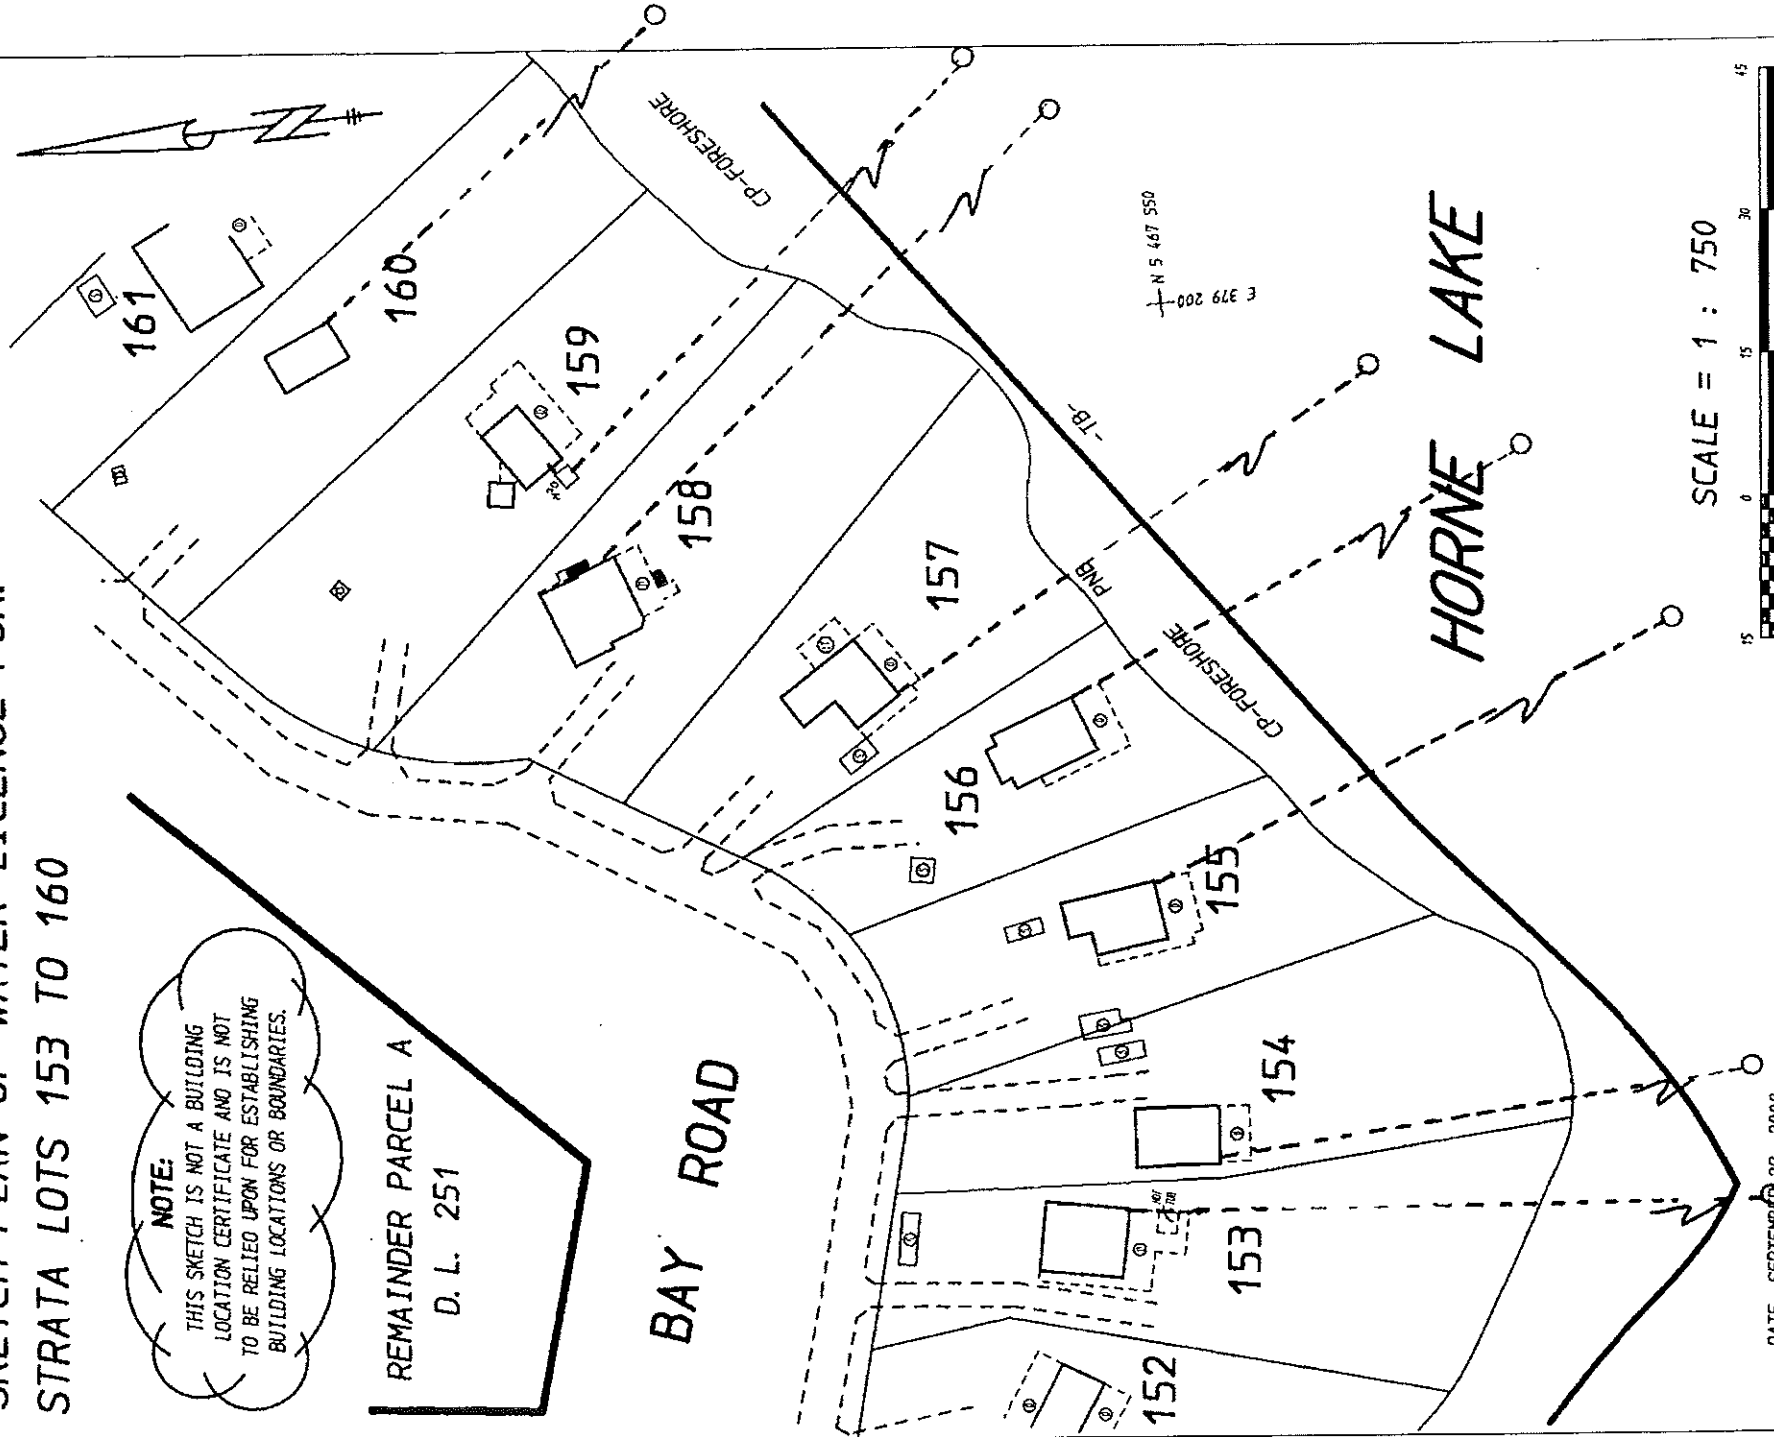 STRATA LOTS 153 TO 160
NOTE:
THIS SKETCH IS NOT A BUILDING
LOCATION CERTIFICATE AND IS NOT
TO BE RELIED UPON FOR ESTABLISHING
BUILDING LOCATIONS OR BOUNDARIES.
REMAINDER PARCEL A
D. L. 251
BAY ROAD
161
160
159
158
157
156
155
154
153
152
HOT
TUB
CP-FORESHORE
CP-FORESHORE
PNB
-TB-
N 5 467 550
E 379 200
HORNE LAKE
SCALE = 1 : 750
15 0 15 30 45